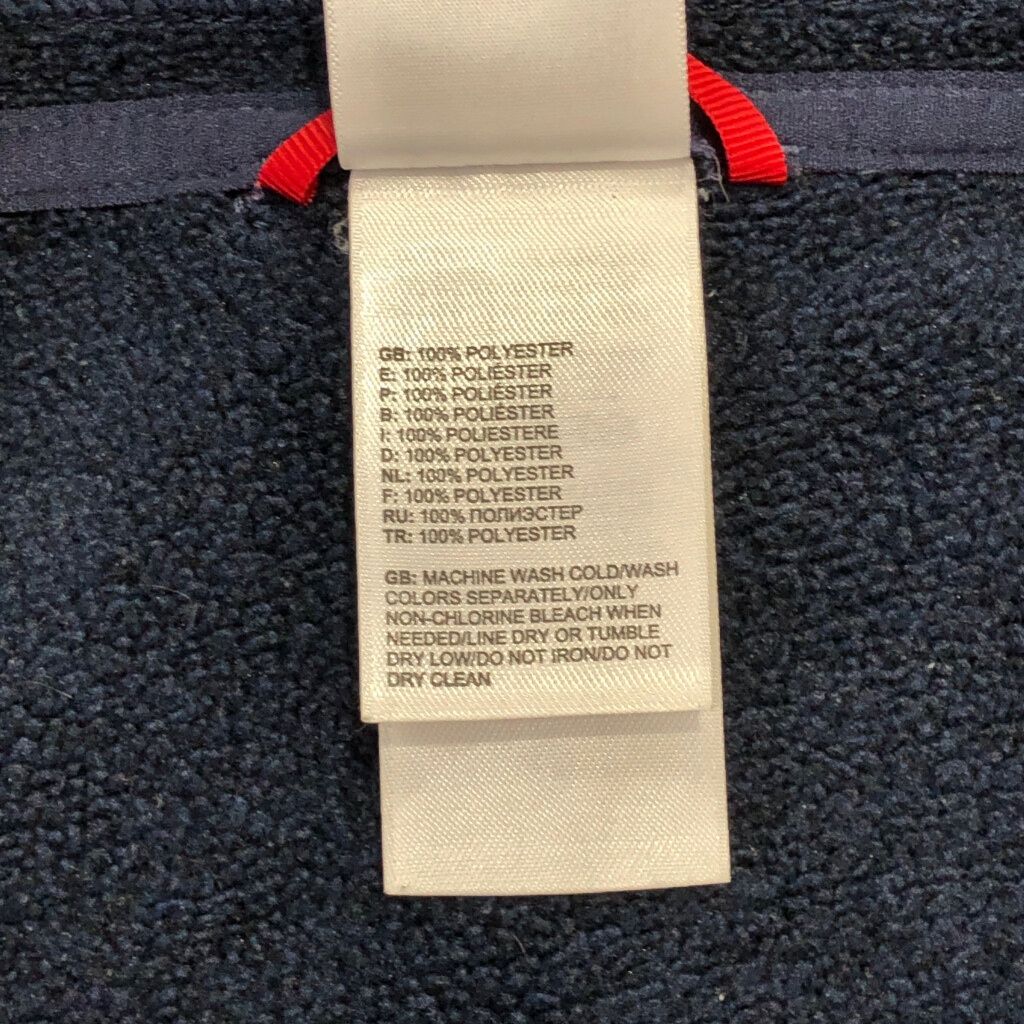 GB: 100% POLYESTER
E: 100% POLIÉSTER
P: 100% POLIÉSTER
B: 100% POLIÉSTER
I: 100% POLIESTERE
D: 100% POLYESTER
NL: 100% POLYESTER
F: 100% POLYESTER
RU: 100% ПОЛИЭСТЕР
TR: 100% POLYESTER
GB: MACHINE WASH COLD/WASH
COLORS SEPARATELY/ONLY
NON-CHLORINE BLEACH WHEN
NEEDED/LINE DRY OR TUMBLE
DRY LOW/DO NOT IRON/DO NOT
DRY CLEAN